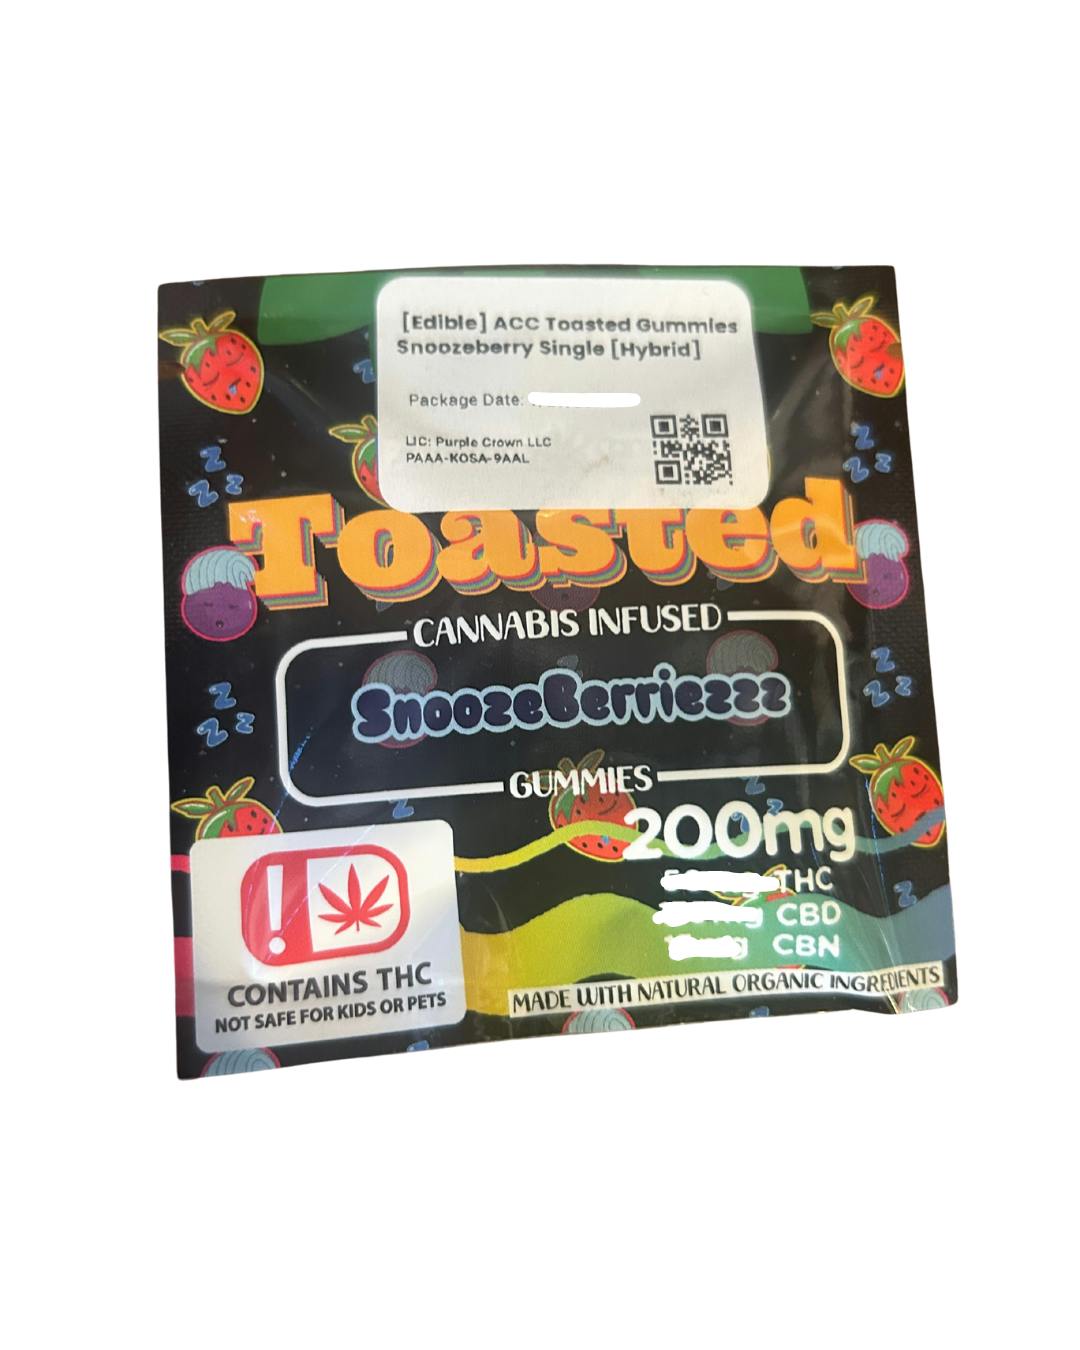 [Edible] ACC Toasted Gummies
Snoozeberry Single [Hybrid]
Package Date:
LIC: Purple Crown LLC
PAAA-KOSA-9AAL
Toasted
CANNABIS INFUSED
SnoozeBerriezzz
GUMMIES
200mg
THC
CBD
CBN
MADE WITH NATURAL ORGANIC INGREDIENTS
!
CONTAINS THC
NOT SAFE FOR KIDS OR PETS